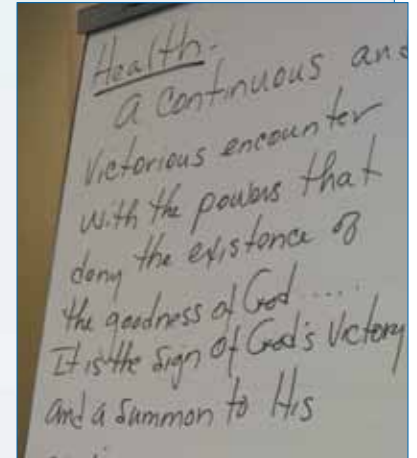 Health-
A Continuous and
Victorious encounter
with the powers that
deny the existence of
the goodness of God ....
It is the sign of God's Victory
and a Summon to His